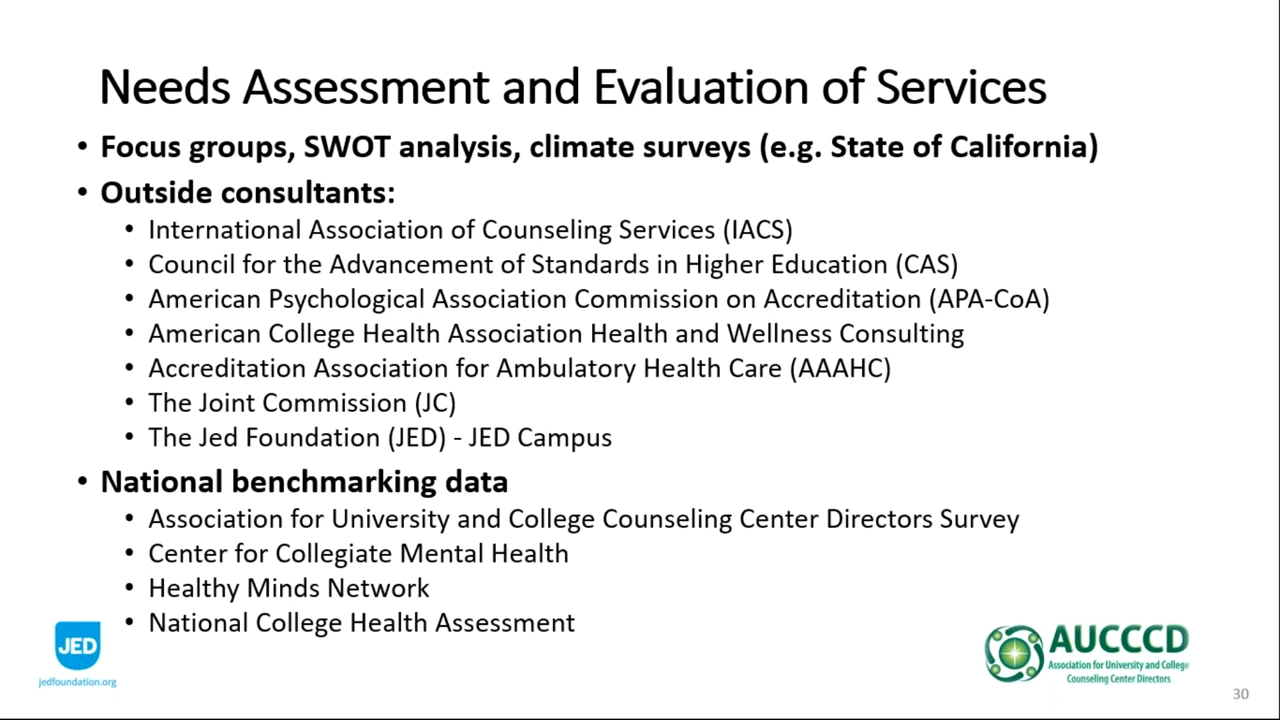 Needs Assessment and Evaluation of Services
• Focus groups, SWOT analysis, climate surveys (e.g. State of California)
• Outside consultants:
• International Association of Counseling Services (IACS)
• Council for the Advancement of Standards in Higher Education (CAS)
• American Psychological Association Commission on Accreditation (APA-CoA)
• American College Health Association Health and Wellness Consulting
• Accreditation Association for Ambulatory Health Care (AAAHC)
• The Joint Commission (JC)
• The Jed Foundation (JED) - JED Campus
• National benchmarking data
• Association for University and College Counseling Center Directors Survey
• Center for Collegiate Mental Health
• Healthy Minds Network
• National College Health Assessment
JED
jedfoundation.org
AUCCCD
Association for University and College
Counseling Center Directors
30